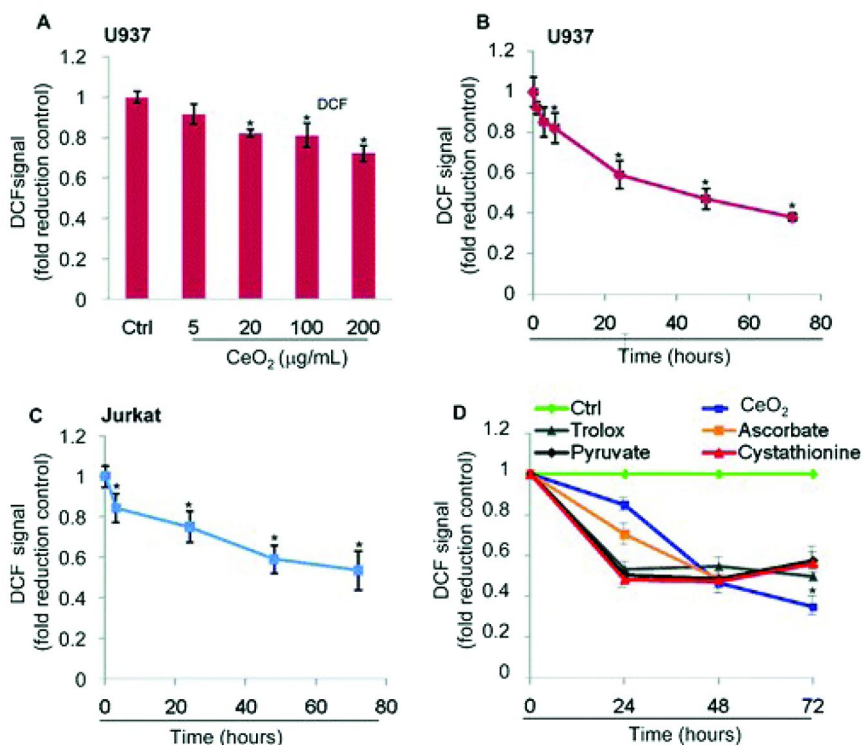 A
U937
1.2
1
0.8
0.6
0.4
0.2
0
DCFsignal
(fold reduction control)
DCF
*
*
*
Ctrl 5 20 100 200
CeO2 (µg/mL)
B
U937
1.2
1
0.8
0.6
0.4
0.2
0
DCF signal
(fold reduction control)
*
*
*
*
0 20 40 60 80
Time (hours)
C
Jurkat
1.2
1
0.8
0.6
0.4
0.2
0
DCF signal
(fold reduction control)
*
*
*
*
0 20 40 60 80
Time (hours)
D
Ctrl CeO2
Trolox Ascorbate
Pyruvate Cystathionine
1.2
1
0.8
0.6
0.4
0.2
0
DCF signal
(fold reduction control)
*
0 24 48 72
Time (hours)